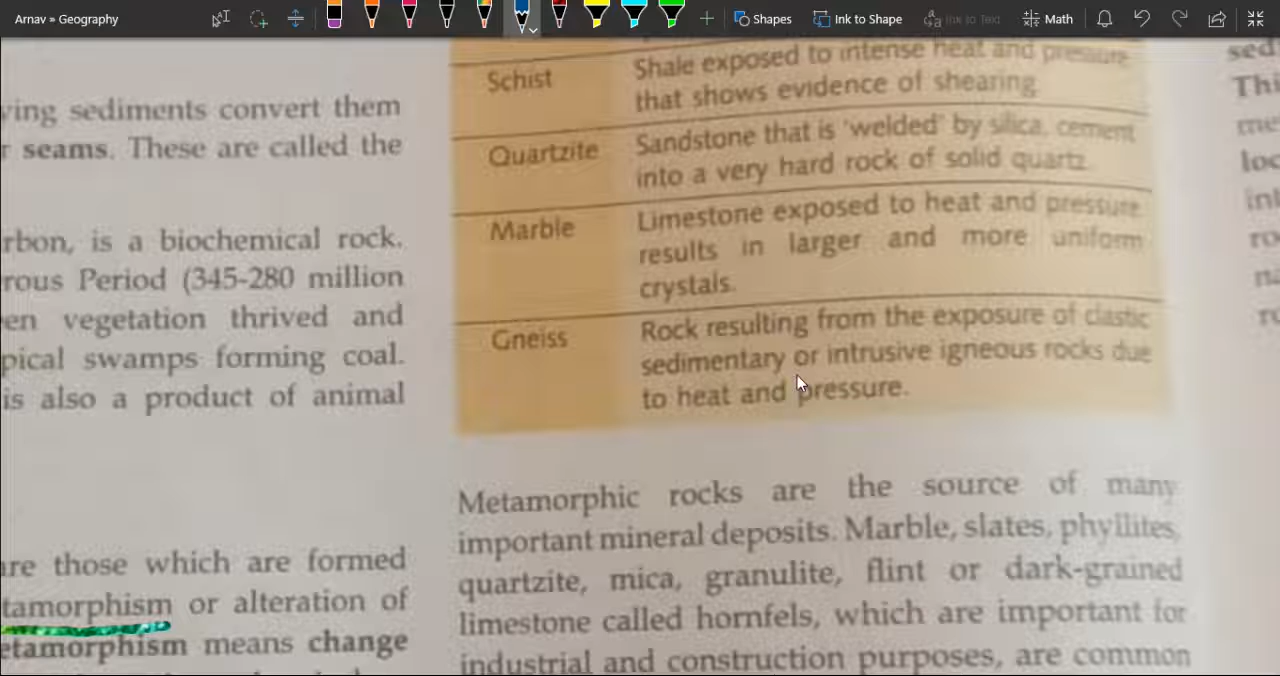 Arnav » Geography
Shapes
Ink to Shape
Ink to Text
Math
ving sediments convert them
r seams. These are called the
rbon, is a biochemical rock.
rous Period (345-280 million
en vegetation thrived and
pical swamps forming coal.
is also a product of animal
are those which are formed
tamorphism or alteration of
etamorphism means change
Schist
Shale exposed to intense heat and pressure
that shows evidence of shearing
Quartzite
Sandstone that is 'welded' by silica, cement
into a very hard rock of solid quartz.
Marble
Limestone exposed to heat and pressure
results in larger and more uniform
crystals.
Gneiss
Rock resulting from the exposure of clastic
sedimentary or intrusive igneous rocks due
to heat and pressure.
Metamorphic rocks are the source of many
important mineral deposits. Marble, slates, phyllites,
quartzite, mica, granulite, flint or dark-grained
limestone called hornfels, which are important for
industrial and construction purposes, are common
sed
Thi
me
loc